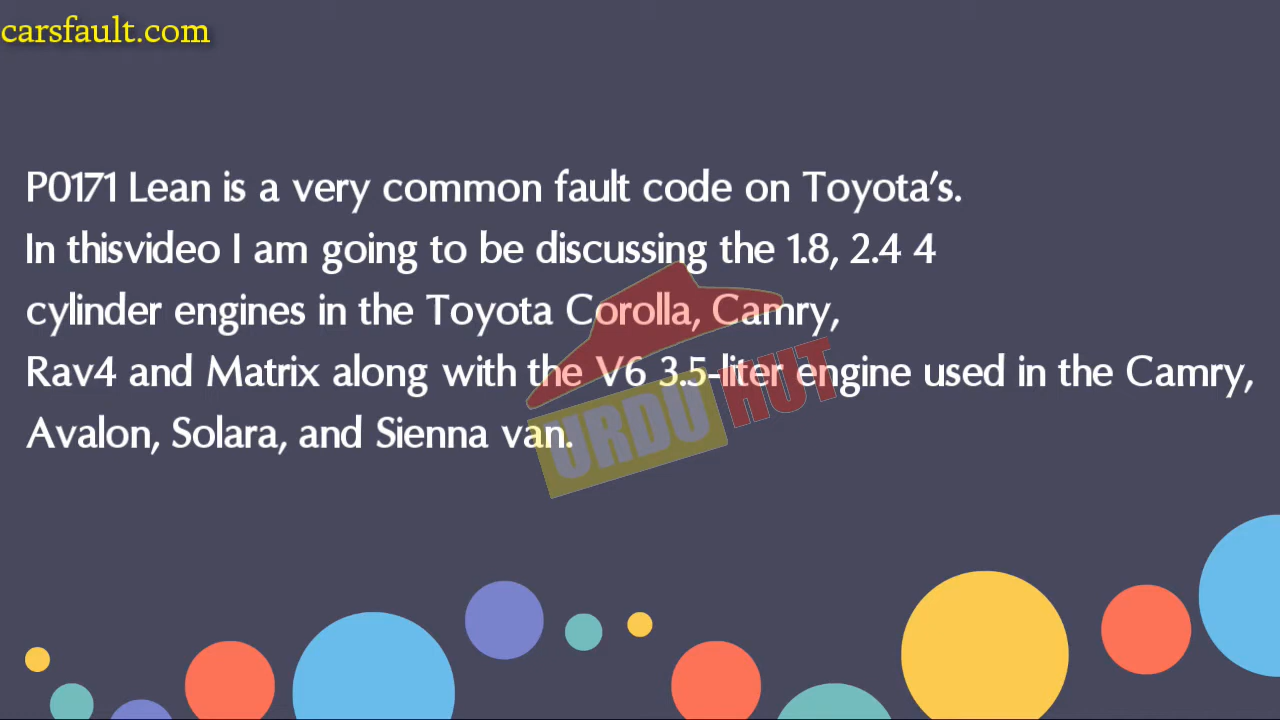 carsfault.com
P0171 Lean is a very common fault code on Toyota's.
In thisvideo I am going to be discussing the 1.8, 2.4 4
cylinder engines in the Toyota Corolla, Camry,
Rav4 and Matrix along with the V6 3.5-liter engine used in the Camry,
Avalon, Solara, and Sienna van.
URDU HUT